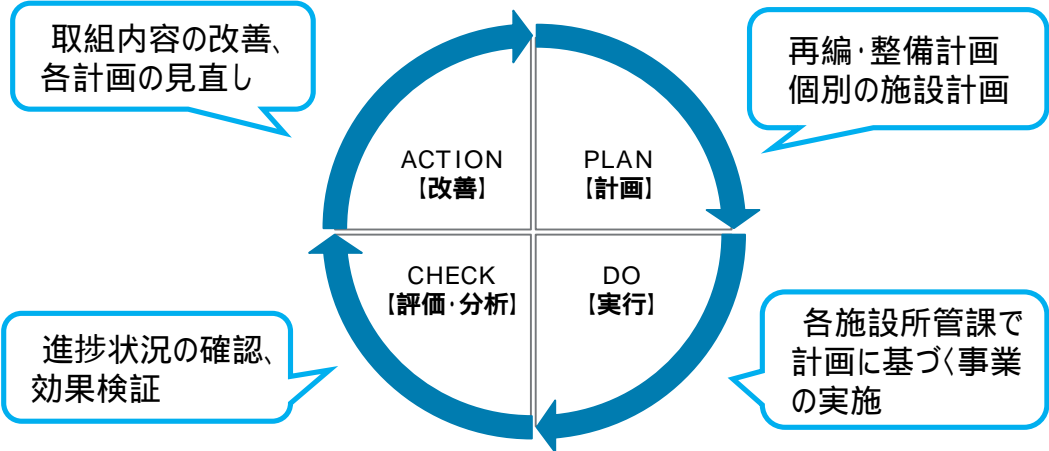 取組内容の改善、
各計画の見直し
再編・整備計画
個別の施設計画
ACTION
【改善】
PLAN
【計画】
CHECK
【評価・分析】
DO
【実行】
進捗状況の確認、
効果検証
各施設所管課で
計画に基づく事業
の実施